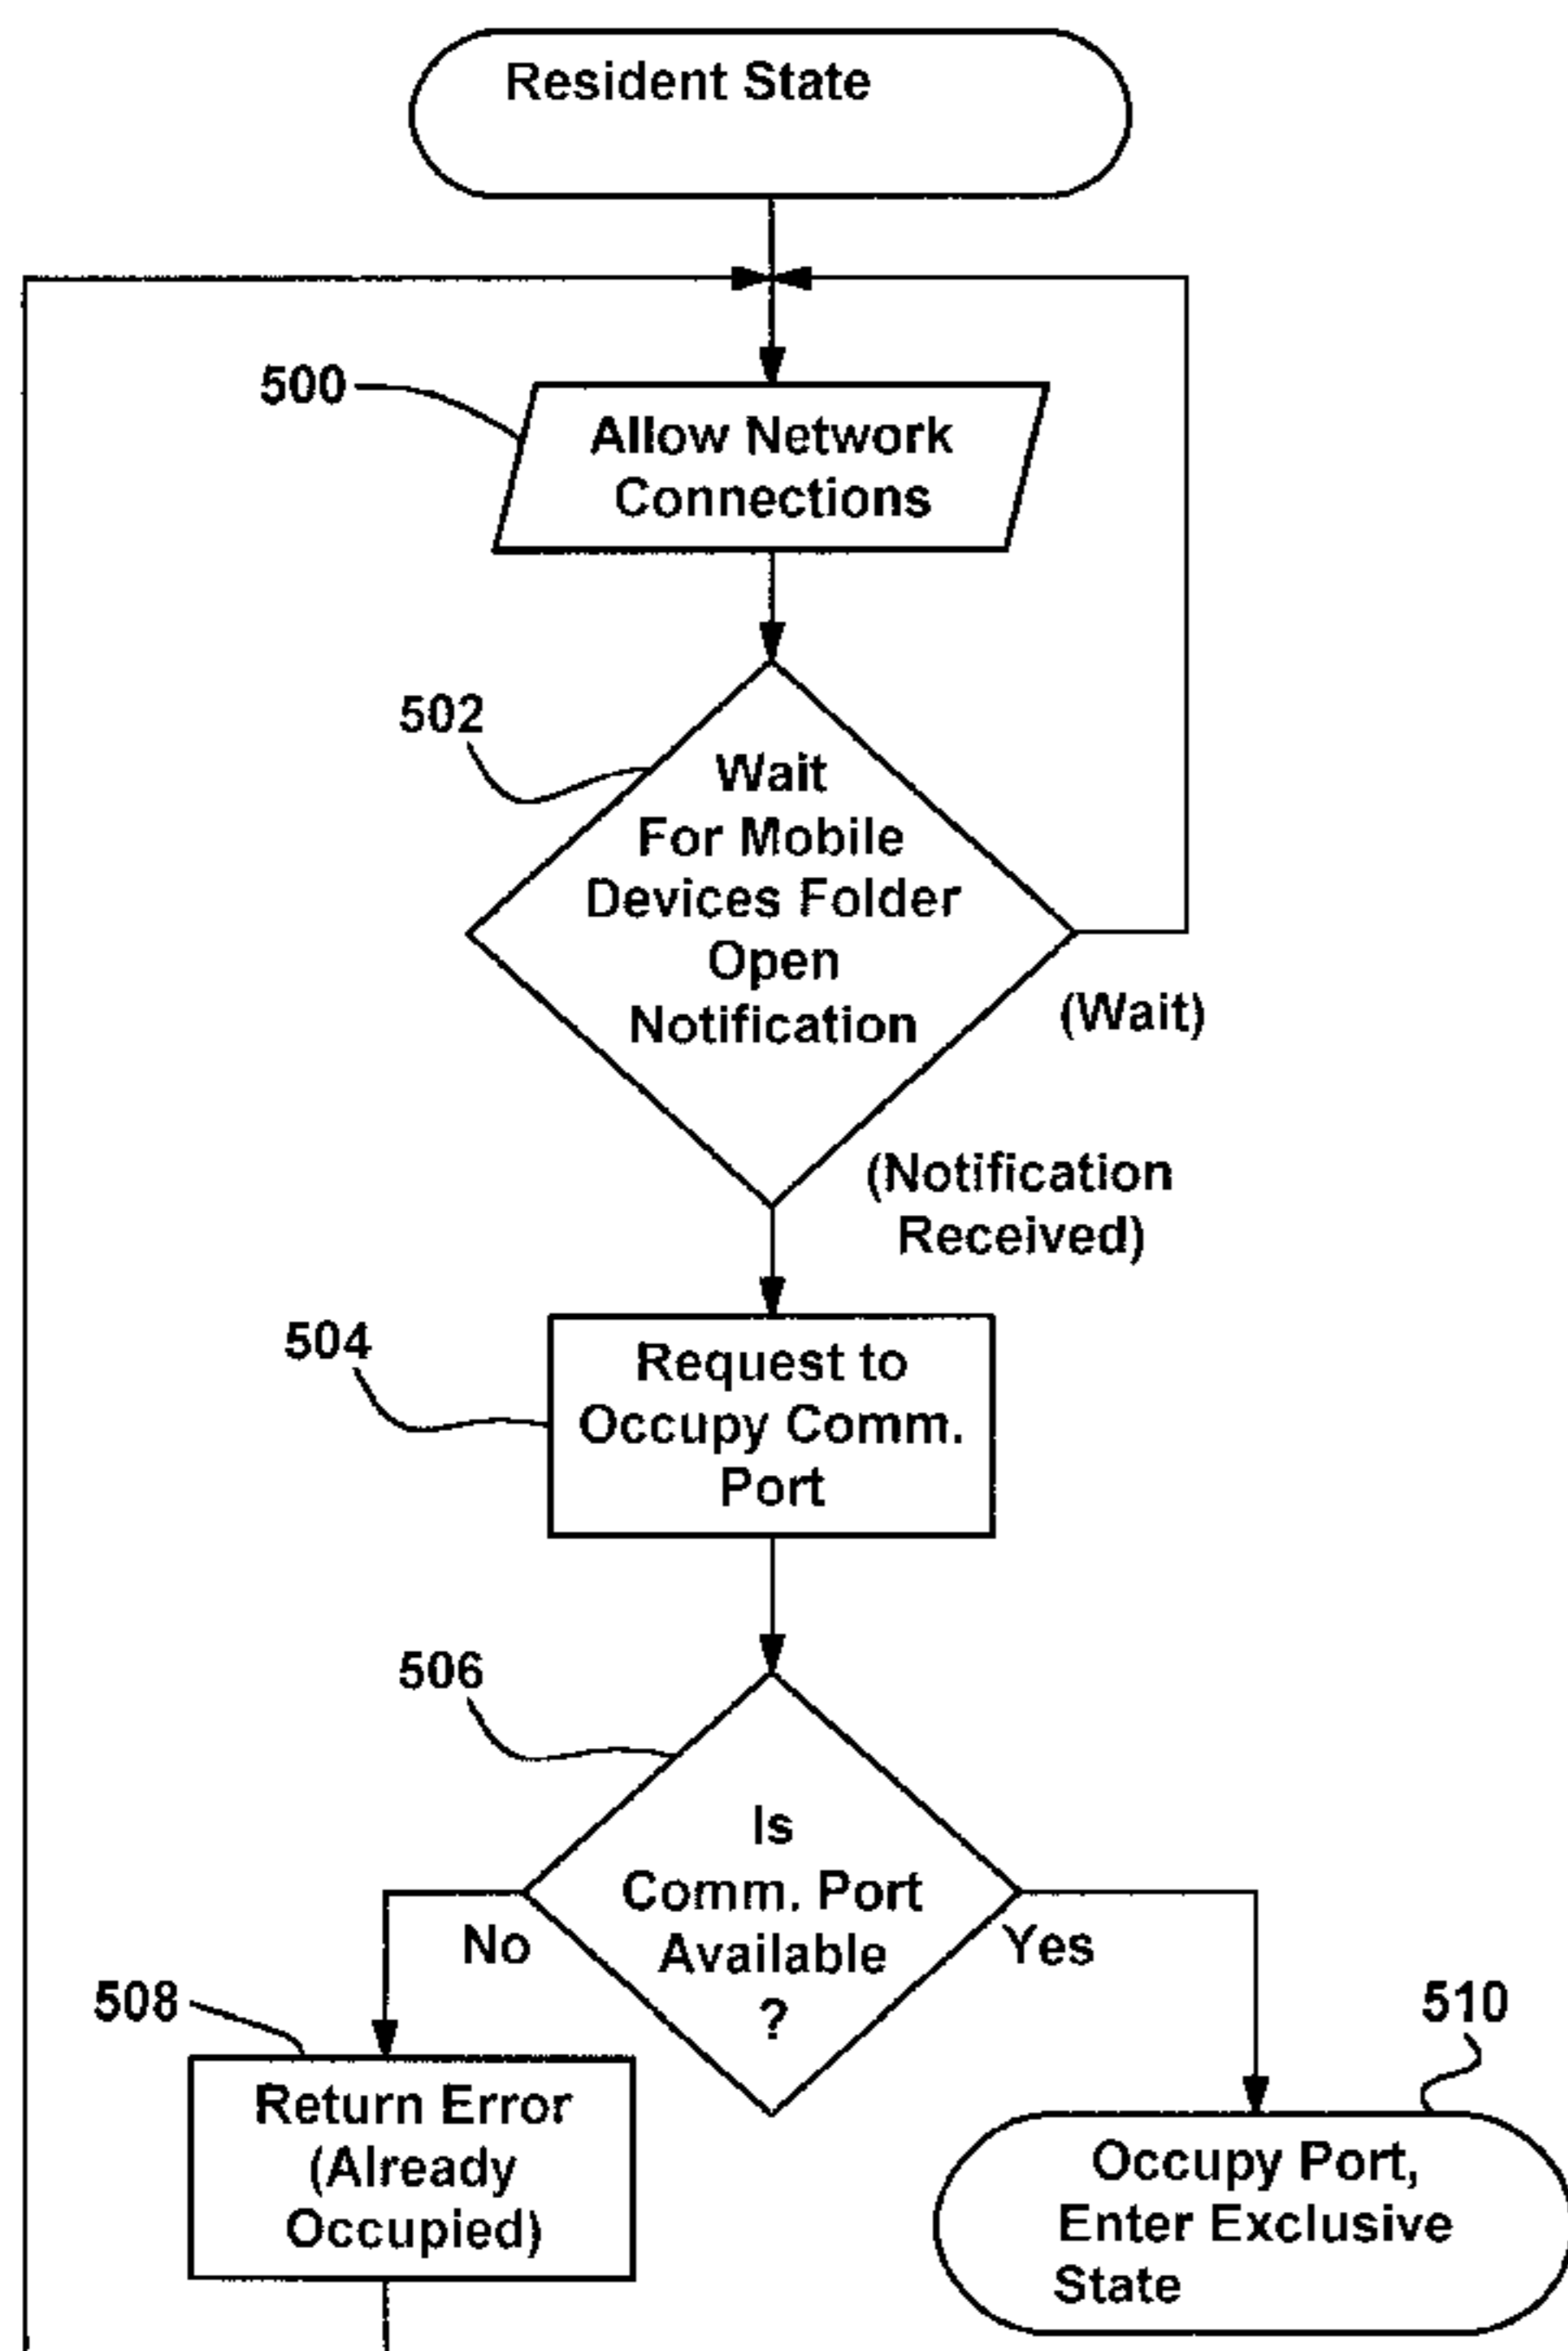 Resident State
500
Allow Network
Connections
502
Wait
For Mobile
Devices Folder
Open
Notification
(Wait)
(Notification
Received)
504
Request to
Occupy Comm.
Port
506
Is
Comm. Port
Available
?
No
Yes
508
Return Error
(Already
Occupied)
510
Occupy Port,
Enter Exclusive
State